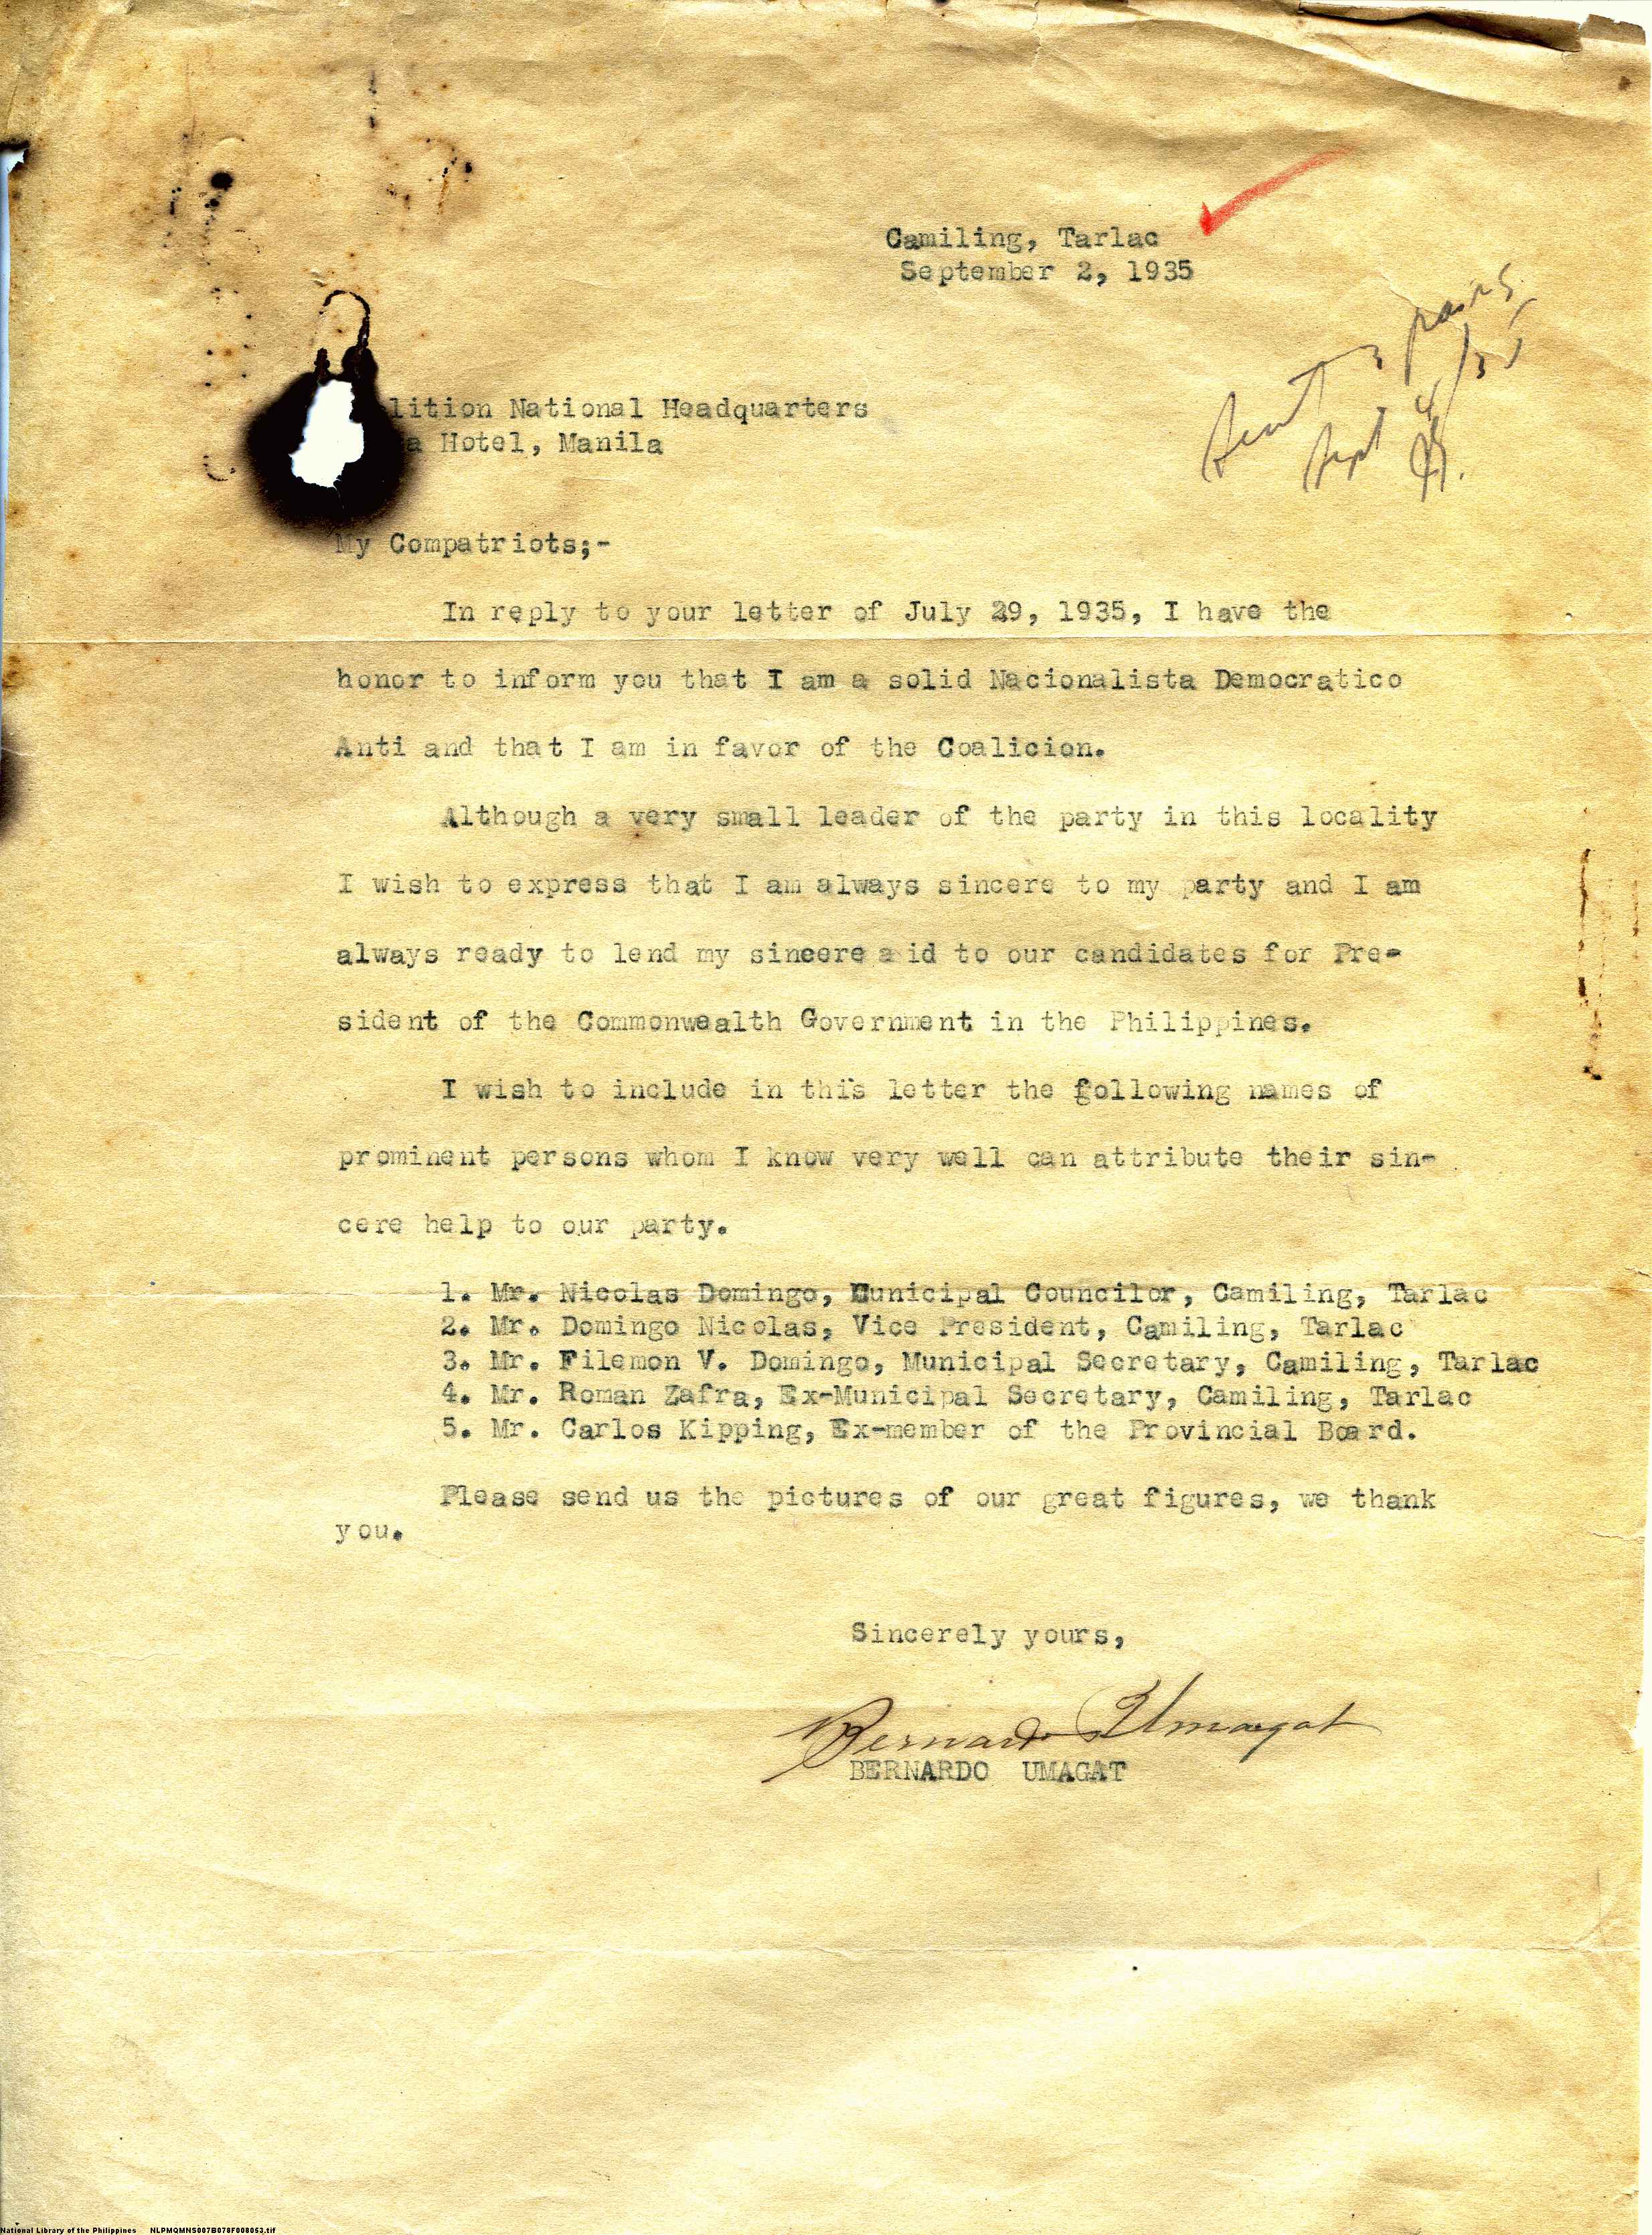 Camiling, Tarlac
September 2, 1935
Sent 3 pairs
Sept 4/35
lition National Headquarters
a Hotel, Manila
My Compatriots;-
In reply to your letter of July 29, 1935, I have the
honor to inform you that I am a solid Nacionalista Democratico
Anti and that I am in favor of the Coalicion.
Although a very small leader of the party in this locality
I wish to express that I am always sincere to my party and I am
always ready to lend my sincere aid to our candidates for Pre-
sident of the Commonwealth Government in the Philippines.
I wish to include in this letter the following names of
prominent persons whom I know very well can attribute their sin-
cere help to our party.
1. Mr. Nicolas Domingo, Municipal Councilor, Camiling, Tarlac
2. Mr. Domingo Nicolas, Vice President, Camiling, Tarlac
3. Mr. Filemon V. Domingo, Municipal Secretary, Camiling, Tarlac
4. Mr. Roman Zafra, Ex-Municipal Secretary, Camiling, Tarlac
5. Mr. Carlos Kipping, Ex-member of the Provincial Board.
Please send us the pictures of our great figures, we thank
you.
Sincerely yours,
Bernardo Umagat
BERNARDO UMAGAT
National Library of the Philippines NLPMQMNS007B078F008053.tif